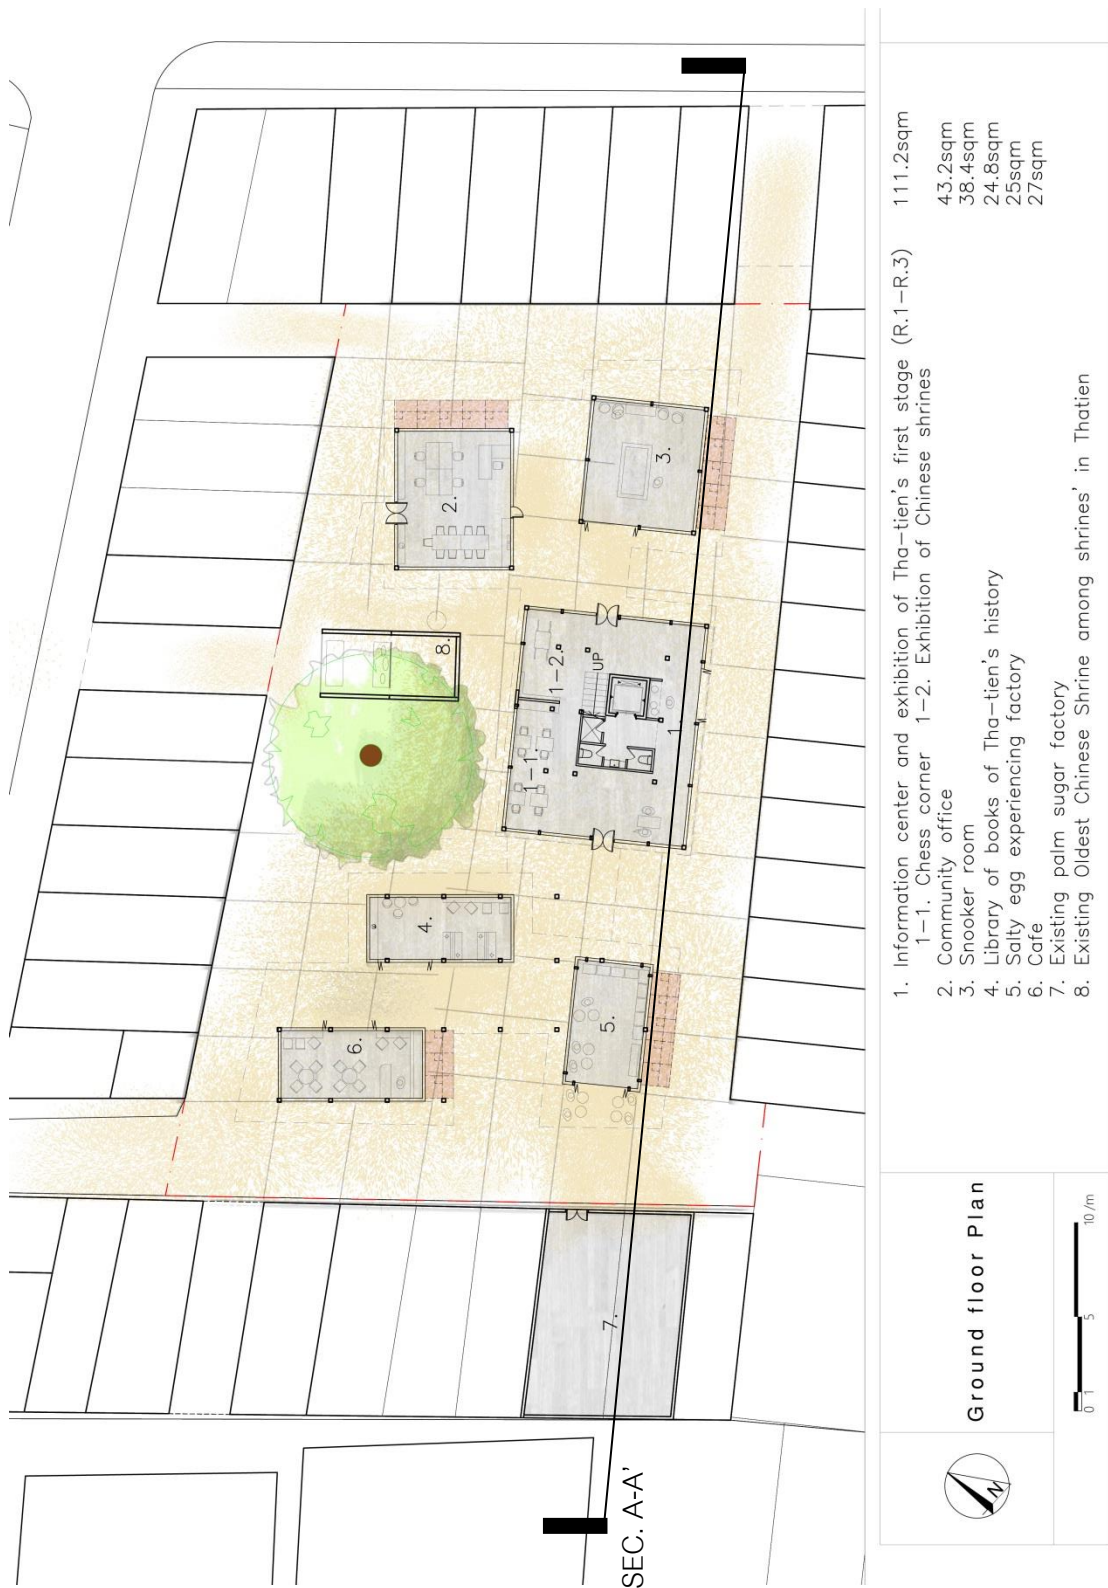 1. Information center and exhibition of Tha-tien's first stage (R.1-R.3) 111.2sqm
1-1. Chess corner 1-2. Exhibition of Chinese shrines
2. Community office 43.2sqm
3. Snooker room 38.4sqm
4. Library of books of Tha-tien's history 24.8sqm
5. Salty egg experiencing factory 25sqm
6. Cafe 27sqm
7. Existing palm sugar factory
8. Existing Oldest Chinese Shrine among shrines' in Thatien
Ground floor Plan
N
0 1 5 10/m
SEC. A-A'
7.
6.
5.
4.
8.
1-1.
1-2.
UP
1.
2.
3.